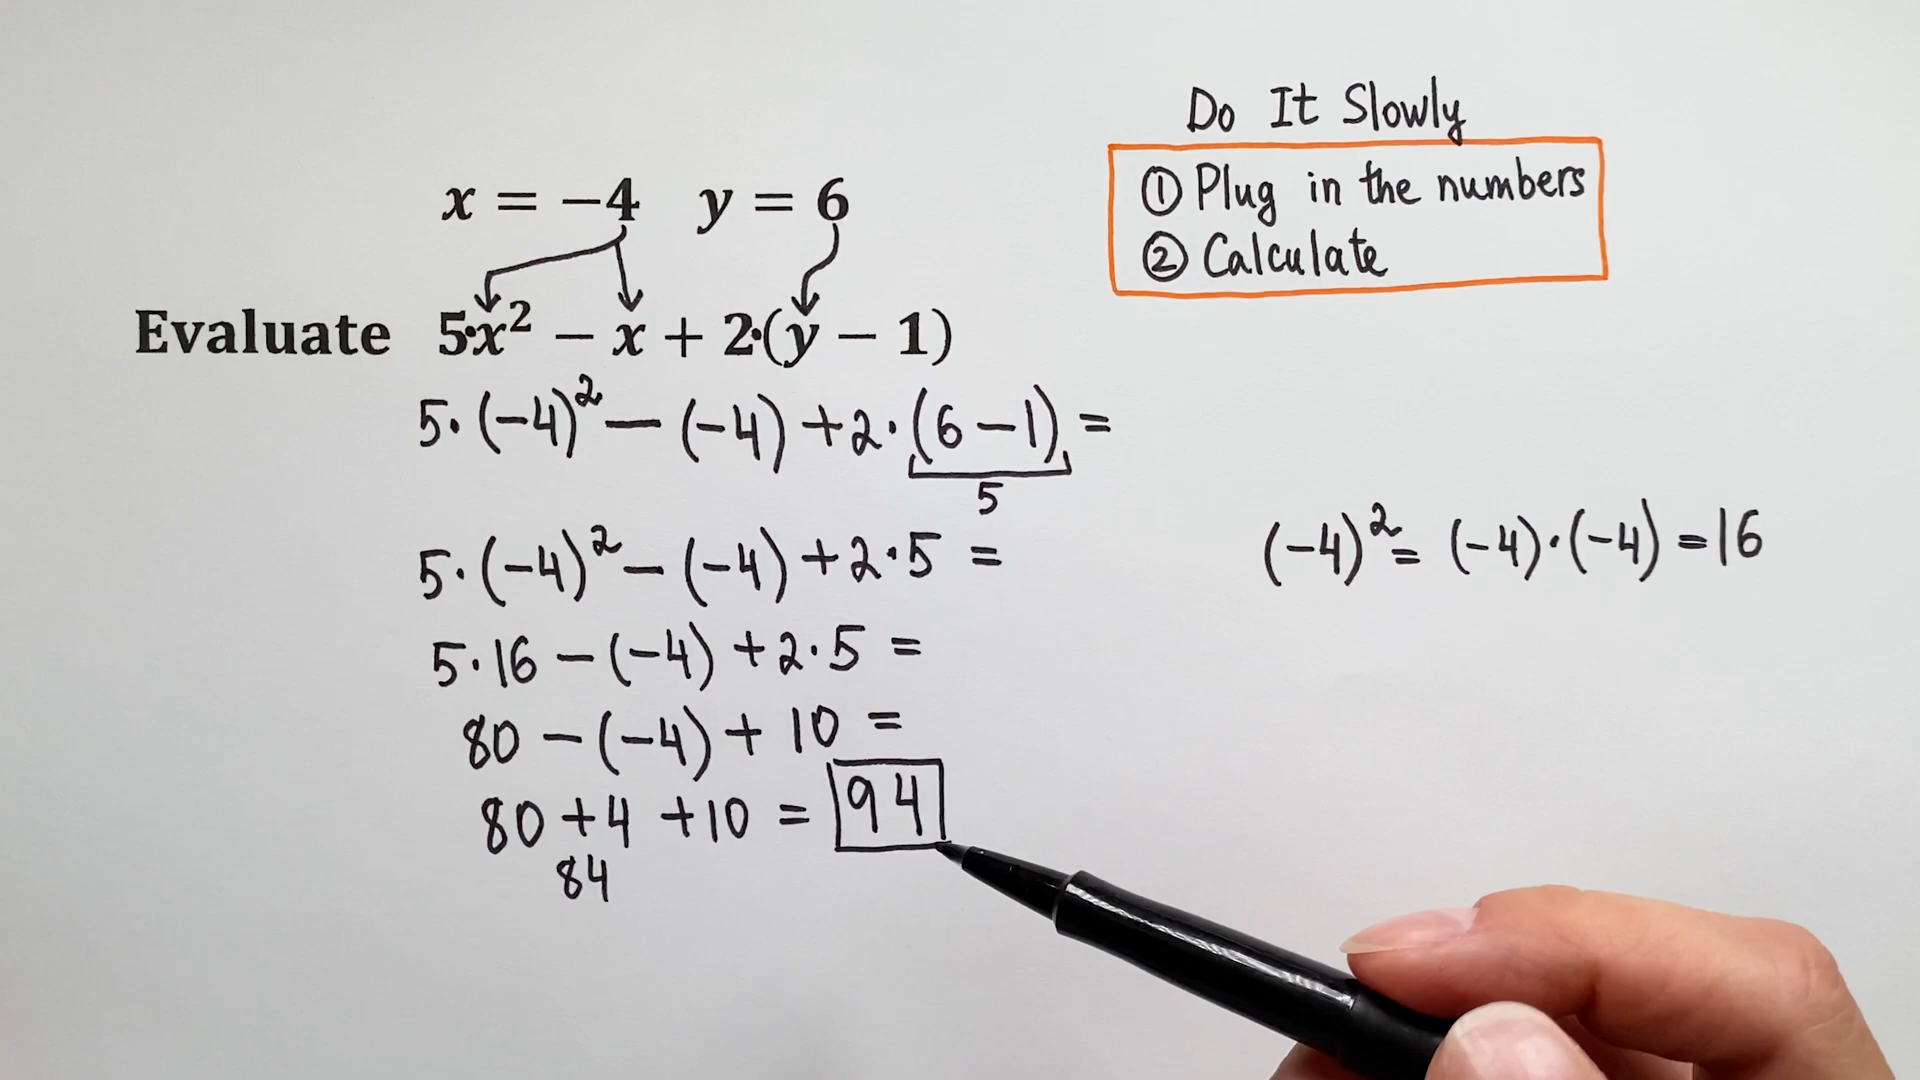 Do It Slowly
① Plug in the numbers
② Calculate
x = −4 y = 6
Evaluate 5·x² − x + 2·(y − 1)
5·(−4)² − (−4) + 2·(6 − 1) =
5
5·(−4)² − (−4) + 2·5 =
(−4)² = (−4)·(−4) = 16
5·16 − (−4) + 2·5 =
80 − (−4) + 10 =
80 + 4 + 10 = 94
84